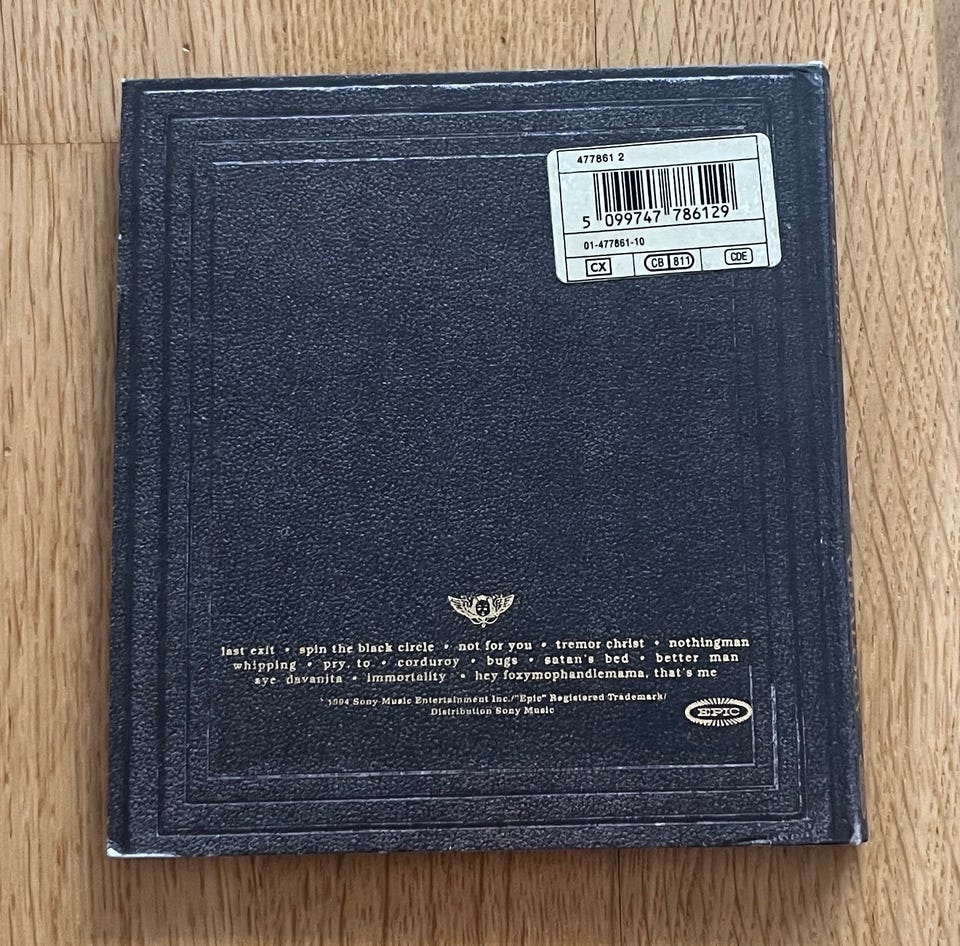 477861 2
5 099747 786129
01-477861-10
CX CB 811 CDE
last exit • spin the black circle • not for you • tremor christ • nothingman
whipping • pry, to • corduroy • bugs • satan's bed • better man
aye davanita • immortality • hey foxymophandlemama, that's me
1994 Sony Music Entertainment Inc./"Epic" Registered Trademark/
Distribution Sony Music
EPIC